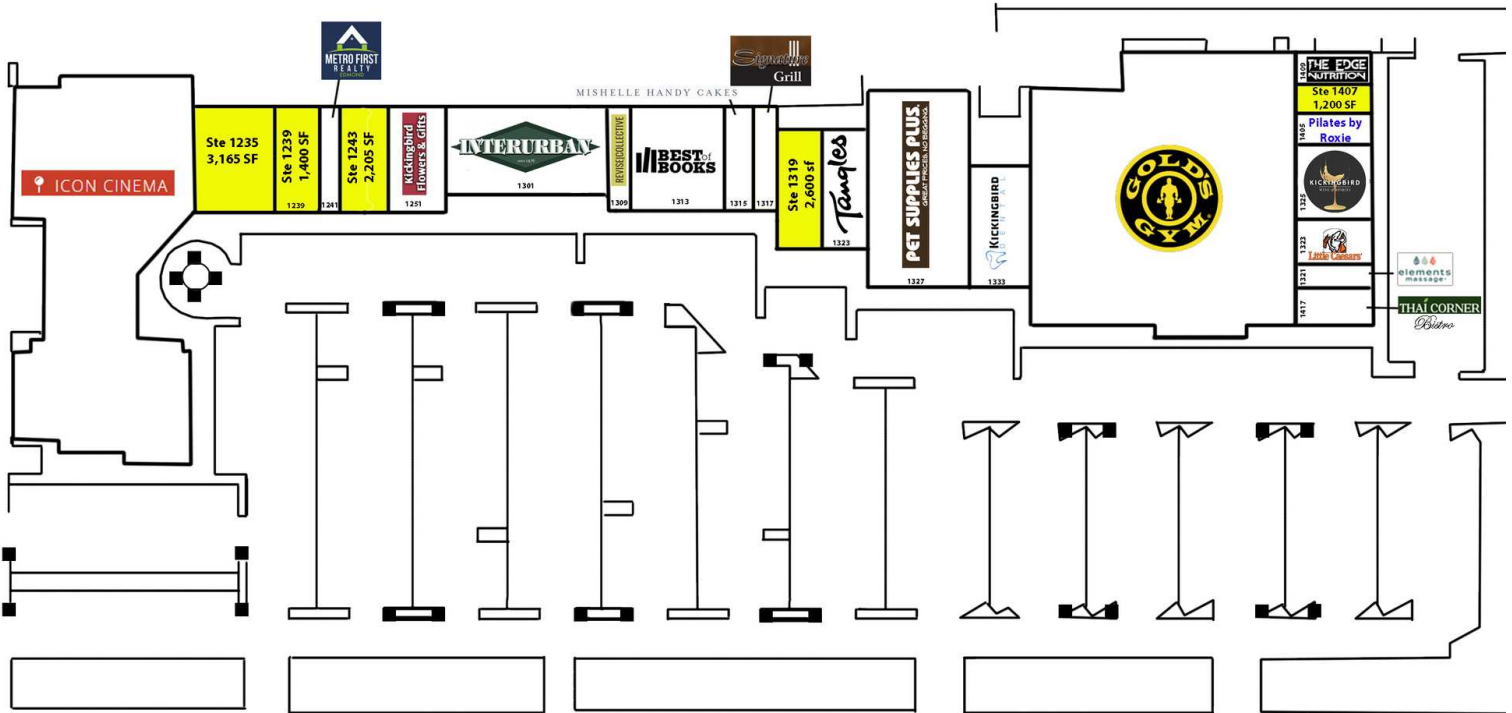 METRO FIRST
REALTY
EDMOND
Signature
Grill
MISHELLE HANDY CAKES
ICON CINEMA
Ste 1235
3,165 SF
Ste 1239
1,400 SF
1239
1241
Ste 1243
2,205 SF
Kickingbird
Flowers & Gifts
1251
INTERURBAN
1301
REVISE|COLLECTIVE
1309
BEST of
BOOKS
1313
1315
1317
Ste 1319
2,600 sf
Tangles
1323
PET SUPPLIES PLUS.
GREAT PRICES. NO BEGGING.
1327
KICKINGBIRD
DENTAL
1333
GOLD'S
GYM
1409
THE EDGE
NUTRITION
Ste 1407
1,200 SF
1405
Pilates by
Roxie
1325
KICKINGBIRD
1323
Little Caesars
1321
elements
massage
1417
THAI CORNER
Bistro